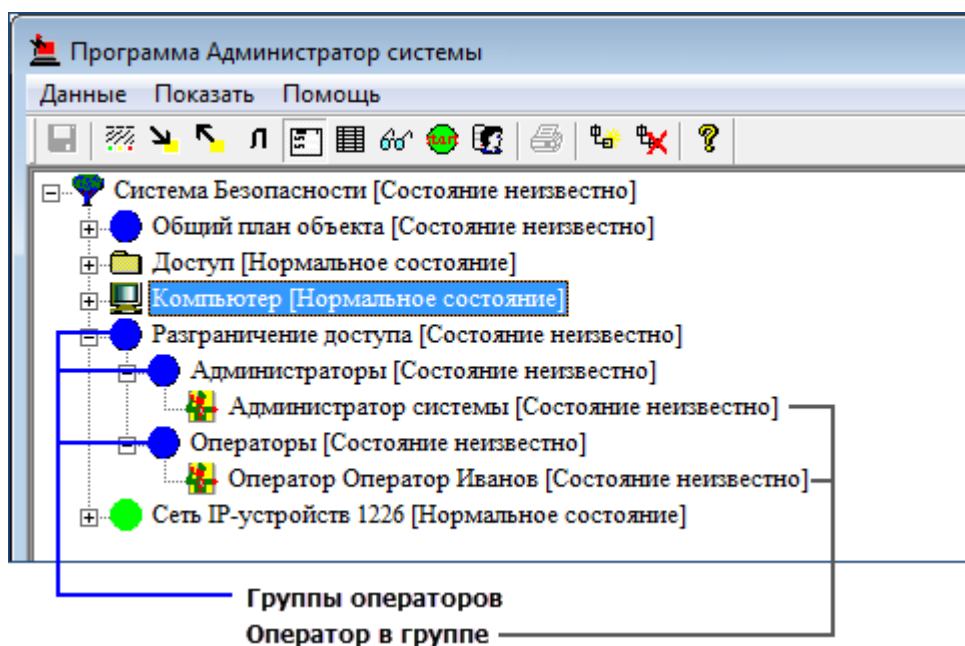 Программа Администратор системы
Данные Показать Помощь
Л start ?
Система Безопасности [Состояние неизвестно]
Общий план объекта [Состояние неизвестно]
Доступ [Нормальное состояние]
Компьютер [Нормальное состояние]
Разграничение доступа [Состояние неизвестно]
Администраторы [Состояние неизвестно]
Администратор системы [Состояние неизвестно]
Операторы [Состояние неизвестно]
Оператор Оператор Иванов [Состояние неизвестно]
Сеть IP-устройств 1226 [Нормальное состояние]
Группы операторов
Оператор в группе